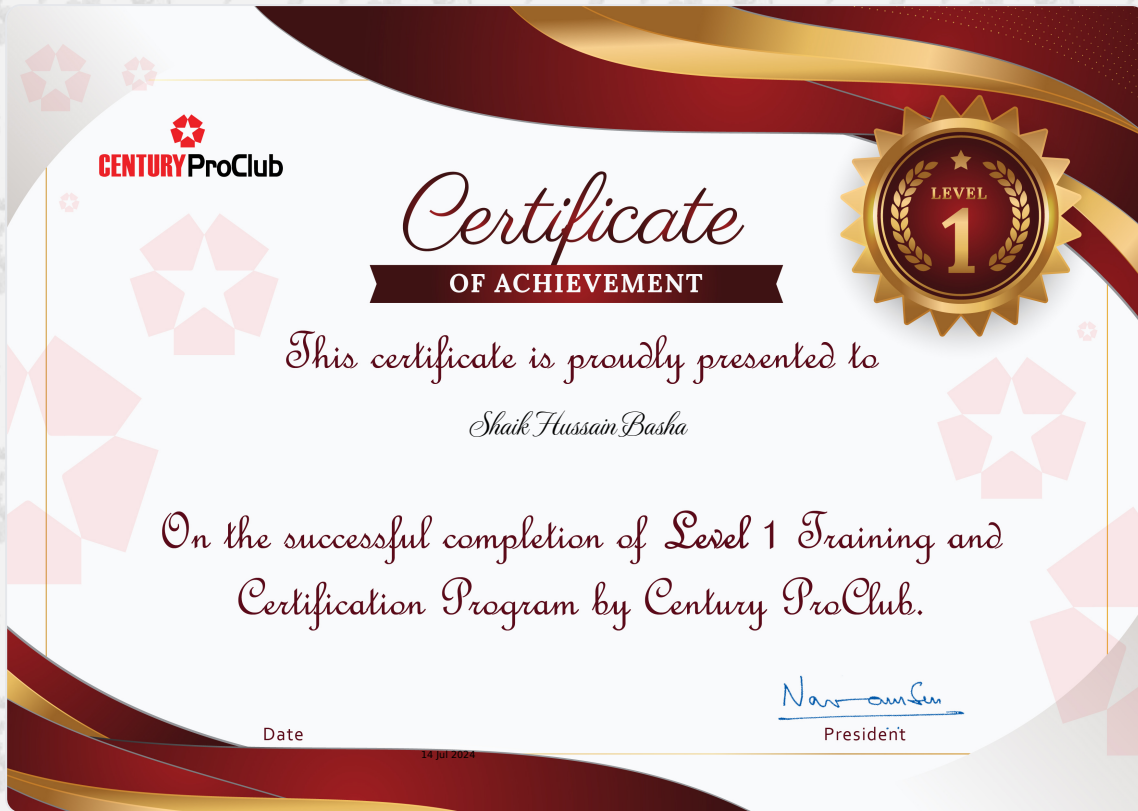 CENTURY ProClub
LEVEL
1
Certificate
OF ACHIEVEMENT
This certificate is proudly presented to
Shaik Hussain Basha
On the successful completion of Level 1 Training and
Certification Program by Century ProClub.
Date
President
14 Jul 2024